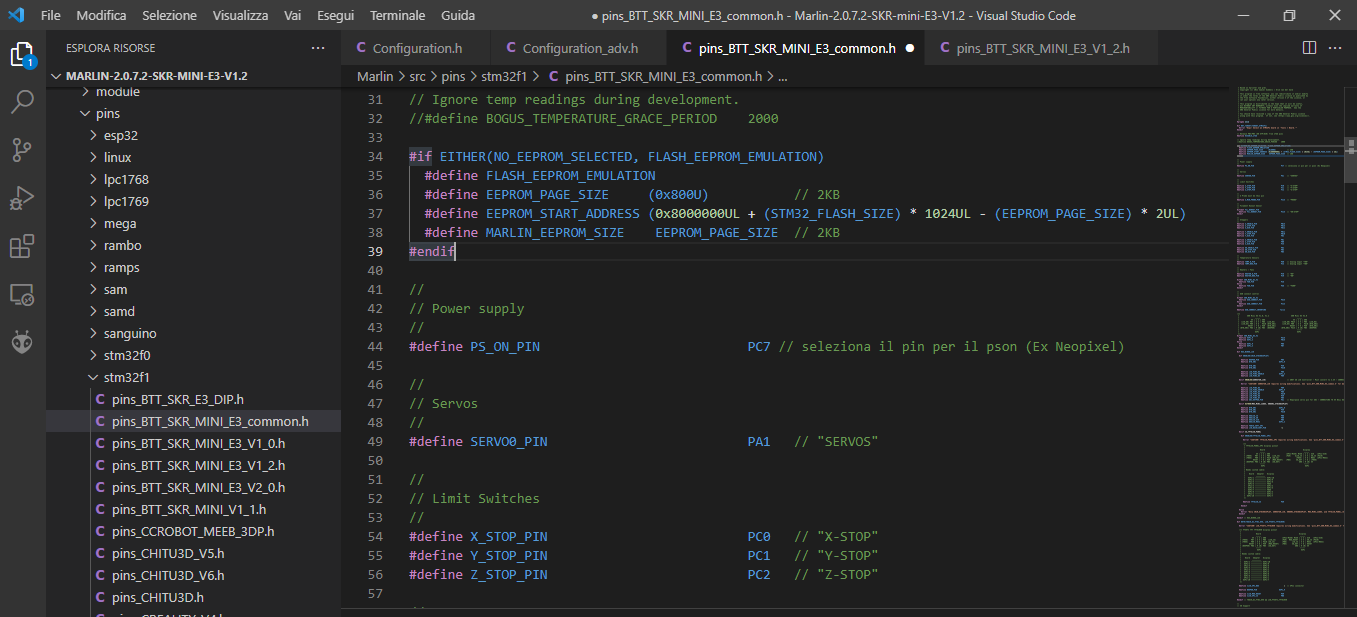 File Modifica Selezione Visualizza Vai Esegui Terminale Guida ● pins_BTT_SKR_MINI_E3_common.h - Marlin-2.0.7.2-SKR-mini-E3-V1.2 - Visual Studio Code
ESPLORA RISORSE ...
MARLIN-2.0.7.2-SKR-MINI-E3-V1.2
module
pins
esp32
linux
lpc1768
lpc1769
mega
rambo
ramps
sam
samd
sanguino
stm32f0
stm32f1
C pins_BTT_SKR_E3_DIP.h
C pins_BTT_SKR_MINI_E3_common.h
C pins_BTT_SKR_MINI_E3_V1_0.h
C pins_BTT_SKR_MINI_E3_V1_2.h
C pins_BTT_SKR_MINI_E3_V2_0.h
C pins_BTT_SKR_MINI_V1_1.h
C pins_CCROBOT_MEEB_3DP.h
C pins_CHITU3D_V5.h
C pins_CHITU3D_V6.h
C pins_CHITU3D.h
1
C Configuration.h C Configuration_adv.h C pins_BTT_SKR_MINI_E3_common.h ● C pins_BTT_SKR_MINI_E3_V1_2.h ...
Marlin > src > pins > stm32f1 > C pins_BTT_SKR_MINI_E3_common.h > ...
31 // Ignore temp readings during development.
32 //#define BOGUS_TEMPERATURE_GRACE_PERIOD 2000
33
34 #if EITHER(NO_EEPROM_SELECTED, FLASH_EEPROM_EMULATION)
35 #define FLASH_EEPROM_EMULATION
36 #define EEPROM_PAGE_SIZE (0x800U) // 2KB
37 #define EEPROM_START_ADDRESS (0x8000000UL + (STM32_FLASH_SIZE) * 1024UL - (EEPROM_PAGE_SIZE) * 2UL)
38 #define MARLIN_EEPROM_SIZE EEPROM_PAGE_SIZE // 2KB
39 #endif
40
41 //
42 // Power supply
43 //
44 #define PS_ON_PIN PC7 // seleziona il pin per il pson (Ex Neopixel)
45
46 //
47 // Servos
48 //
49 #define SERVO0_PIN PA1 // "SERVOS"
50
51 //
52 // Limit Switches
53 //
54 #define X_STOP_PIN PC0 // "X-STOP"
55 #define Y_STOP_PIN PC1 // "Y-STOP"
56 #define Z_STOP_PIN PC2 // "Z-STOP"
57